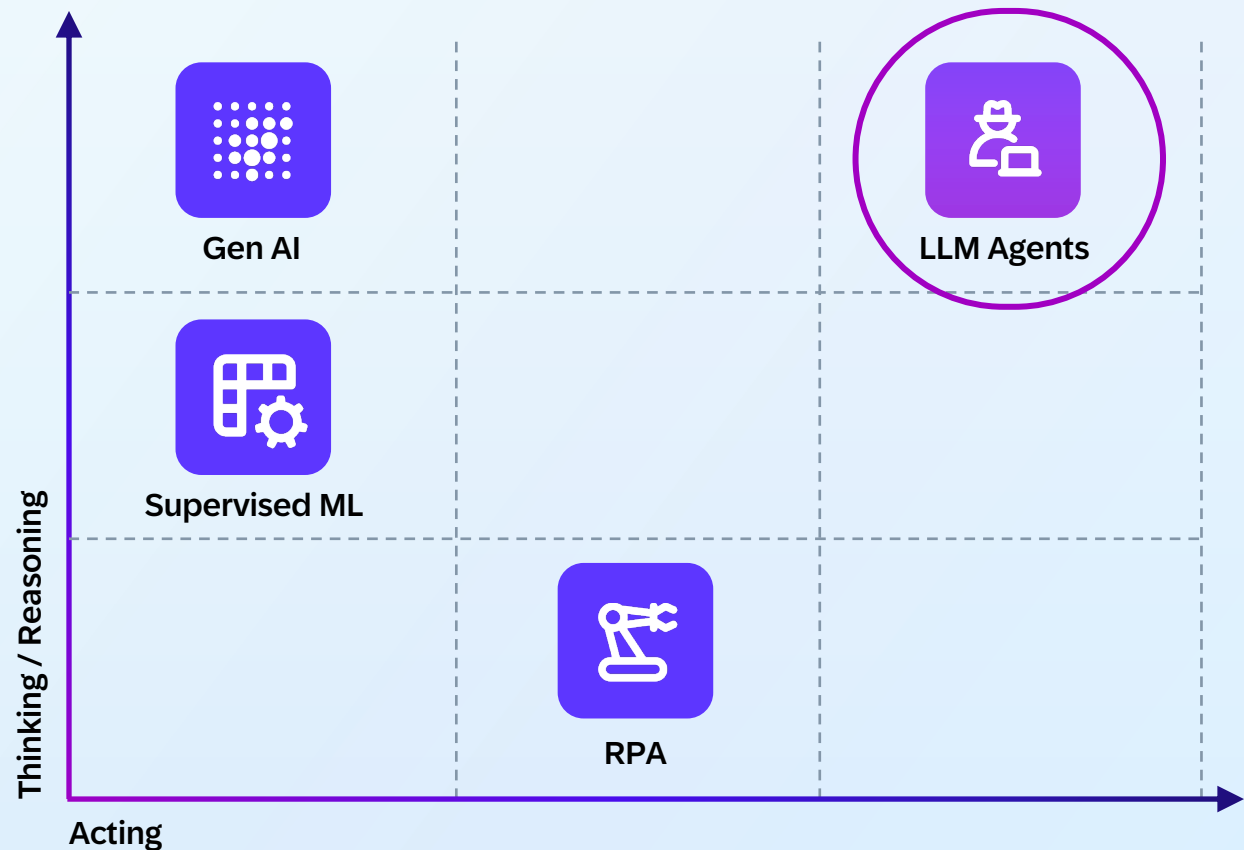 Gen AI
LLM Agents
Supervised ML
RPA
Thinking / Reasoning
Acting